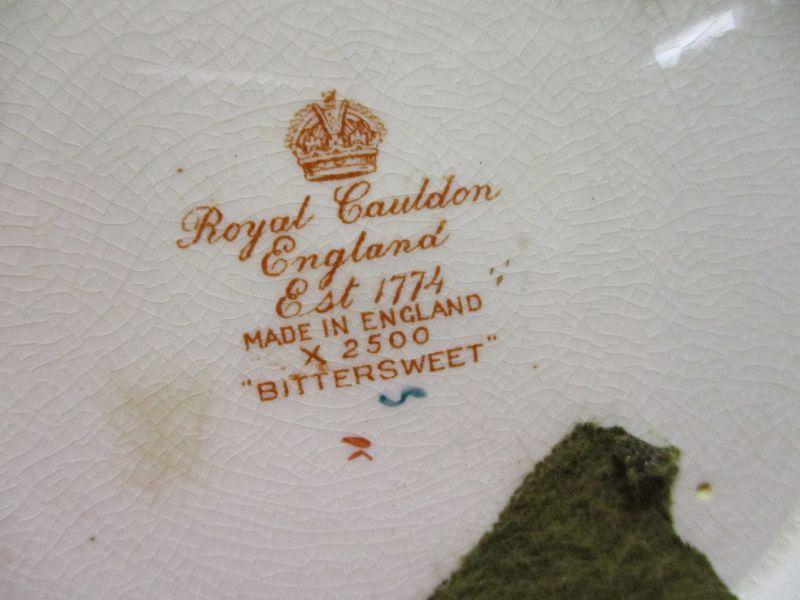 Royal Cauldon
England
Est 1774
MADE IN ENGLAND
X 2500
"BITTERSWEET"